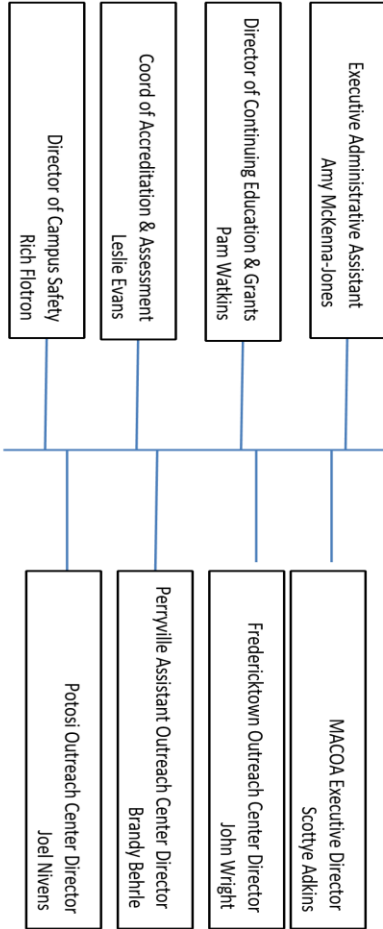 Executive Administrative Assistant
Amy McKenna-Jones
Director of Continuing Education & Grants
Pam Watkins
Coord of Accreditation & Assessment
Leslie Evans
Director of Campus Safety
Rich Flotron
MACOA Executive Director
Scottye Adkins
Fredericktown Outreach Center Director
John Wright
Perryville Assistant Outreach Center Director
Brandy Behrle
Potosi Outreach Center Director
Joel Nivens